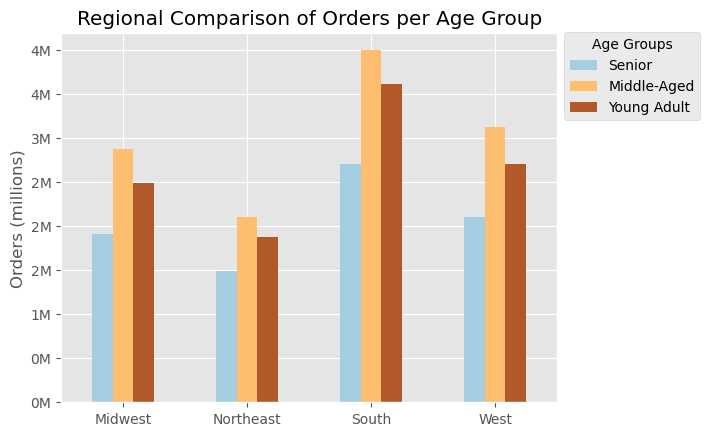 Regional Comparison of Orders per Age Group
Age Groups
Senior
Middle-Aged
Young Adult
Orders (millions)
4M
4M
3M
2M
2M
2M
1M
0M
0M
Midwest Northeast South West